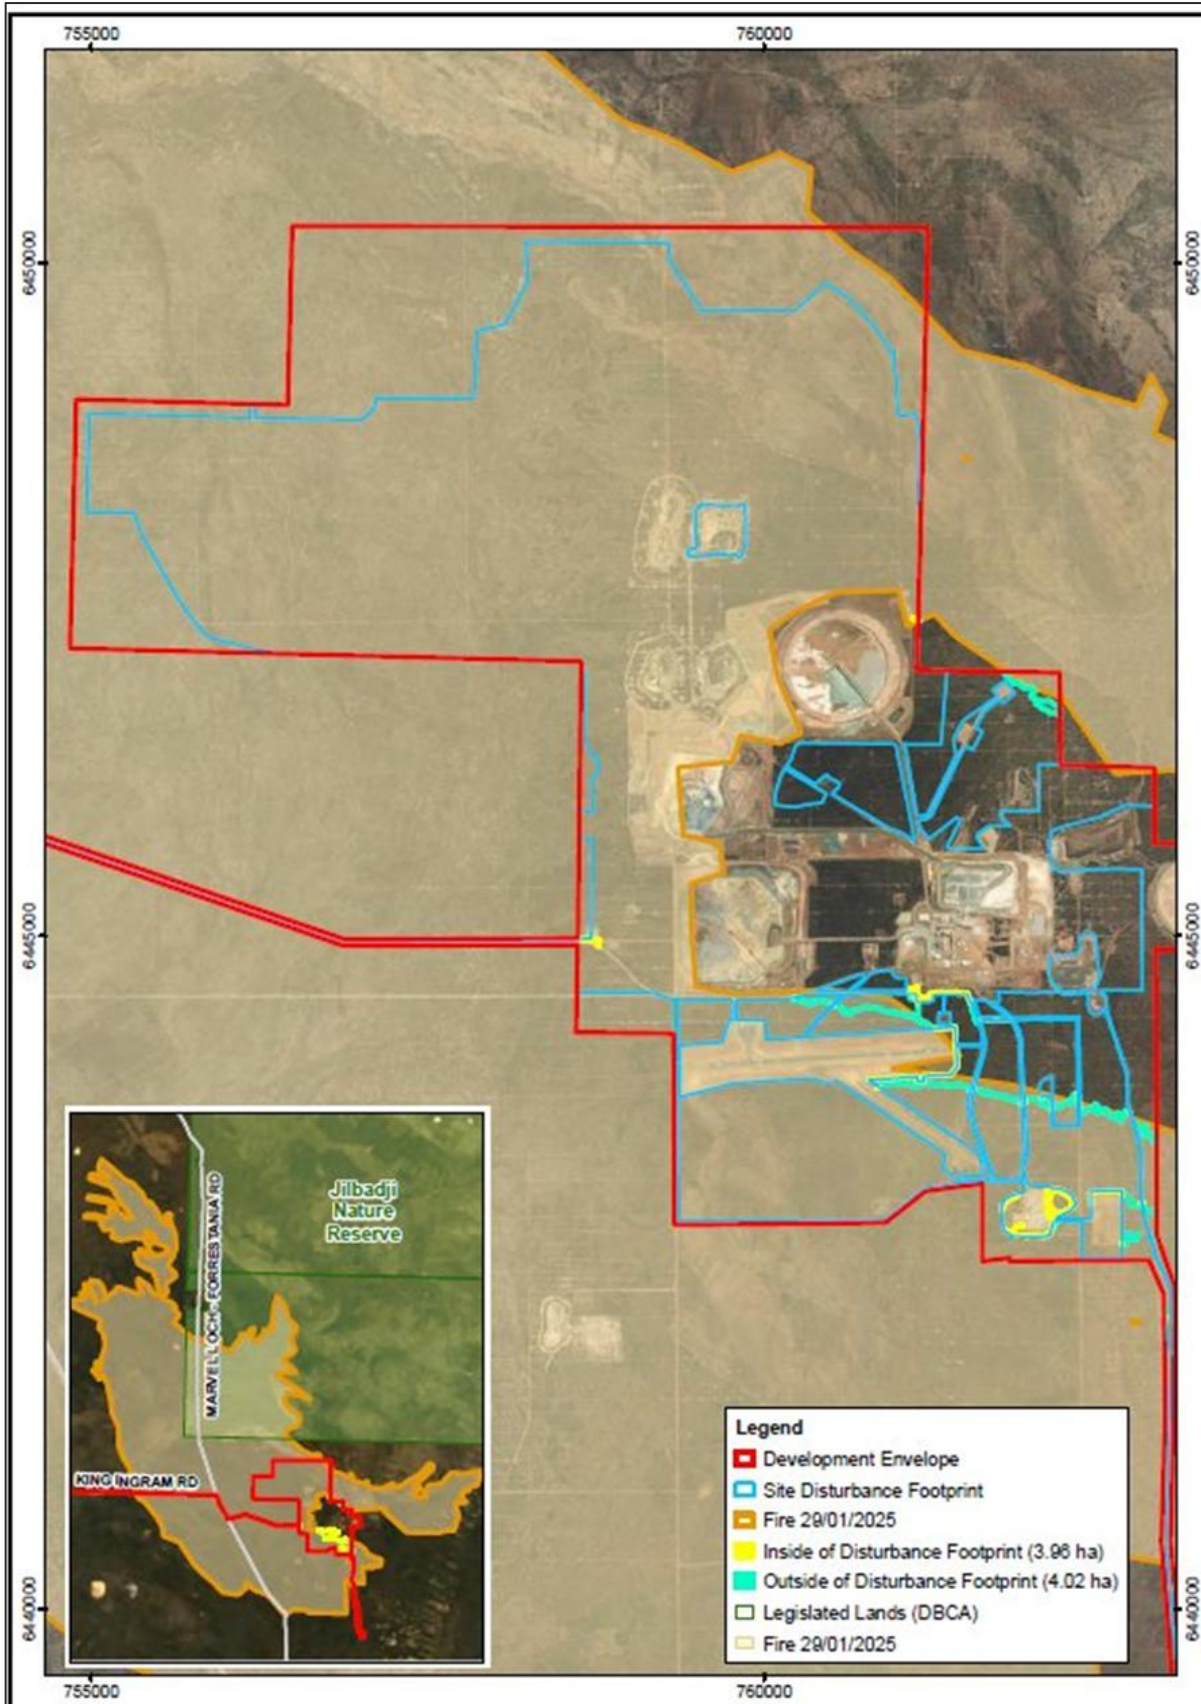 755000
760000
6450000
6450000
6445000
6445000
6440000
6440000
Jilbadji
Nature
Reserve
MARVEL LOCH - FORRESTANIA RD
KING INGRAM RD
Legend
Development Envelope
Site Disturbance Footprint
Fire 29/01/2025
Inside of Disturbance Footprint (3.96 ha)
Outside of Disturbance Footprint (4.02 ha)
Legislated Lands (DBCA)
Fire 29/01/2025
755000
760000